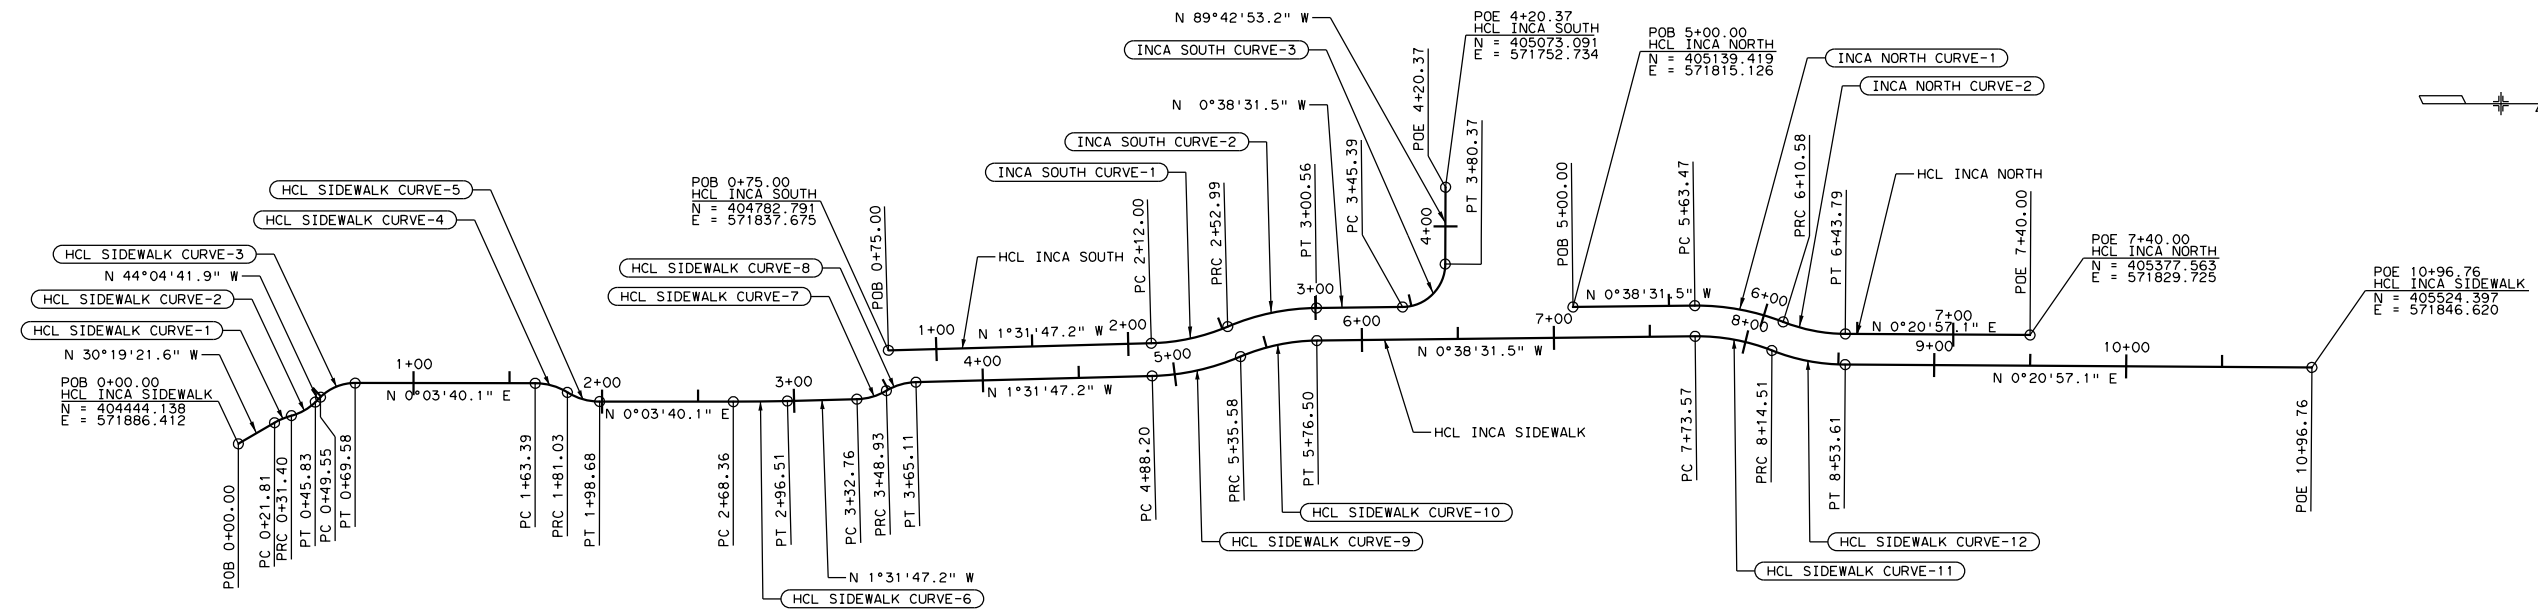 N 89°42'53.2" W
INCA SOUTH CURVE-3
N 0°38'31.5" W
INCA SOUTH CURVE-2
INCA SOUTH CURVE-1
POE 4+20.37
HCL INCA SOUTH
N = 405073.091
E = 571752.734
POE 4+20.37
PT 3+80.37
PC 3+45.39
PT 3+00.56
PRC 2+52.99
PC 2+12.00
4+00
3+00
POB 5+00.00
HCL INCA NORTH
N = 405139.419
E = 571815.126
INCA NORTH CURVE-1
INCA NORTH CURVE-2
HCL INCA NORTH
POB 5+00.00
PC 5+63.47
PRC 6+10.58
PT 6+43.79
POE 7+40.00
N 0°38'31.5" W
6+00
7+00
N 0°20'57.1" E
POE 7+40.00
HCL INCA NORTH
N = 405377.563
E = 571829.725
POE 10+96.76
HCL INCA SIDEWALK
N = 405524.397
E = 571846.620
HCL SIDEWALK CURVE-5
HCL SIDEWALK CURVE-4
HCL SIDEWALK CURVE-3
N 44°04'41.9" W
HCL SIDEWALK CURVE-2
HCL SIDEWALK CURVE-1
N 30°19'21.6" W
POB 0+00.00
HCL INCA SIDEWALK
N = 404444.138
E = 571886.412
POB 0+75.00
HCL INCA SOUTH
N = 404782.791
E = 571837.675
POB 0+75.00
HCL INCA SOUTH
HCL SIDEWALK CURVE-8
HCL SIDEWALK CURVE-7
1+00
N 1°31'47.2" W
2+00
1+00
N 0°03'40.1" E
2+00
N 0°03'40.1" E
3+00
4+00
N 1°31'47.2" W
5+00
6+00
7+00
N 0°38'31.5" W
8+00
9+00
10+00
N 0°20'57.1" E
HCL INCA SIDEWALK
POB 0+00.00
PC 0+21.81
PRC 0+31.40
PT 0+45.83
PC 0+49.55
PT 0+69.58
PC 1+63.39
PRC 1+81.03
PT 1+98.68
PC 2+68.36
PT 2+96.51
PC 3+32.76
PRC 3+48.93
PT 3+65.11
PC 4+88.20
PRC 5+35.58
PT 5+76.50
PC 7+73.57
PRC 8+14.51
PT 8+53.61
POE 10+96.76
N 1°31'47.2" W
HCL SIDEWALK CURVE-6
HCL SIDEWALK CURVE-10
HCL SIDEWALK CURVE-9
HCL SIDEWALK CURVE-12
HCL SIDEWALK CURVE-11